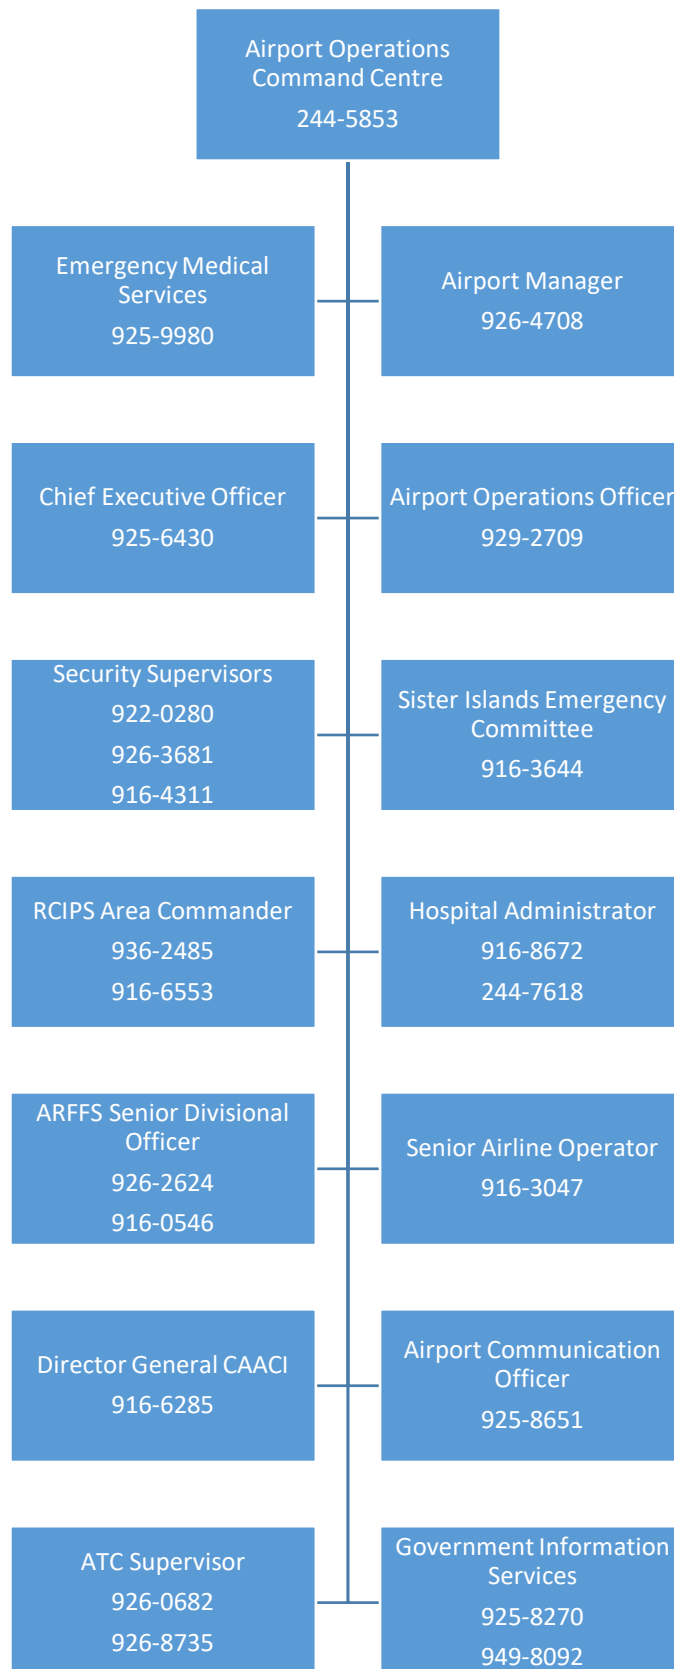 Airport Operations
Command Centre
244-5853
Emergency Medical
Services
925-9980
Airport Manager
926-4708
Chief Executive Officer
925-6430
Airport Operations Officer
929-2709
Security Supervisors
922-0280
926-3681
916-4311
Sister Islands Emergency
Committee
916-3644
RCIPS Area Commander
936-2485
916-6553
Hospital Administrator
916-8672
244-7618
ARFFS Senior Divisional
Officer
926-2624
916-0546
Senior Airline Operator
916-3047
Director General CAACI
916-6285
Airport Communication
Officer
925-8651
ATC Supervisor
926-0682
926-8735
Government Information
Services
925-8270
949-8092